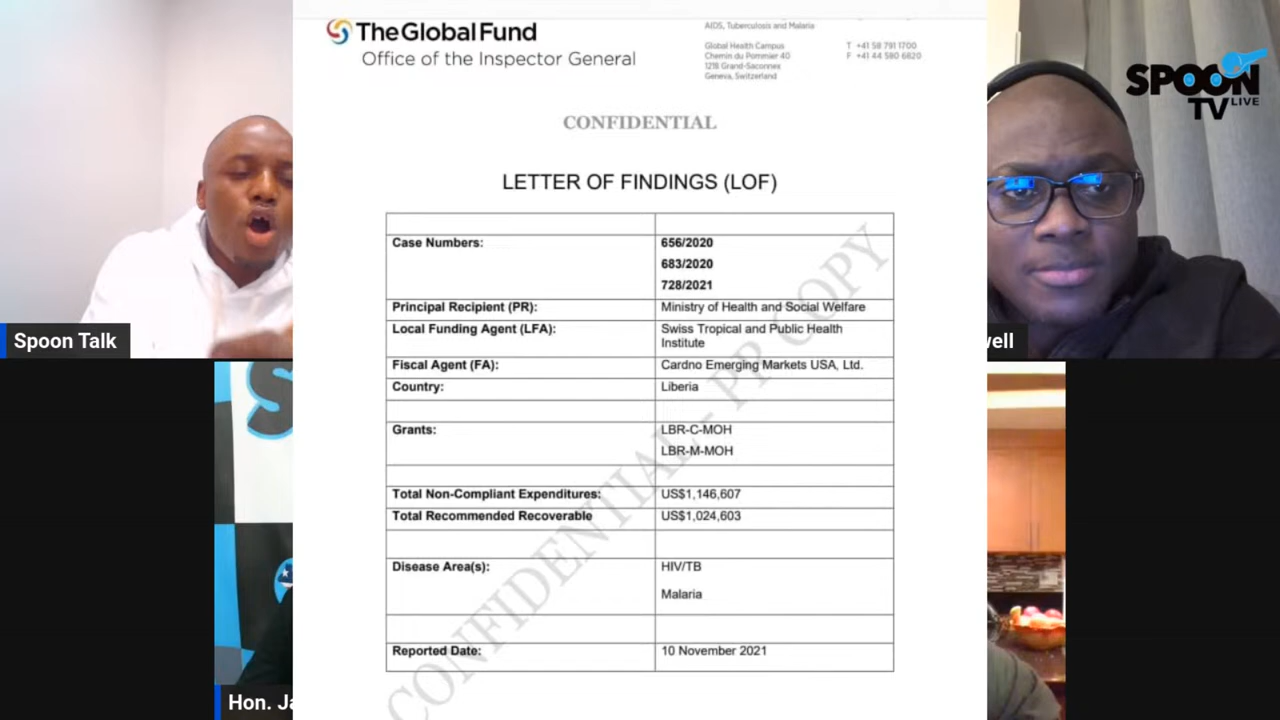 The Global Fund
Office of the Inspector General
AIDS, Tuberculosis and Malaria
Global Health Campus
Chemin du Pommier 40
1218 Grand-Saconnex
Geneva, Switzerland
T +41 58 791 1700
F +41 44 580 6820
SPOON
TV LIVE
CONFIDENTIAL
LETTER OF FINDINGS (LOF)
Case Numbers: 656/2020
683/2020
728/2021
Principal Recipient (PR): Ministry of Health and Social Welfare
Local Funding Agent (LFA): Swiss Tropical and Public Health
Institute
Fiscal Agent (FA): Cardno Emerging Markets USA, Ltd.
Country: Liberia
Grants: LBR-C-MOH
LBR-M-MOH
Total Non-Compliant Expenditures: US$1,146,607
Total Recommended Recoverable US$1,024,603
Disease Area(s): HIV/TB
Malaria
Reported Date: 10 November 2021
CONFIDENTIAL - PP COPY
Spoon Talk
well
Hon. Ja